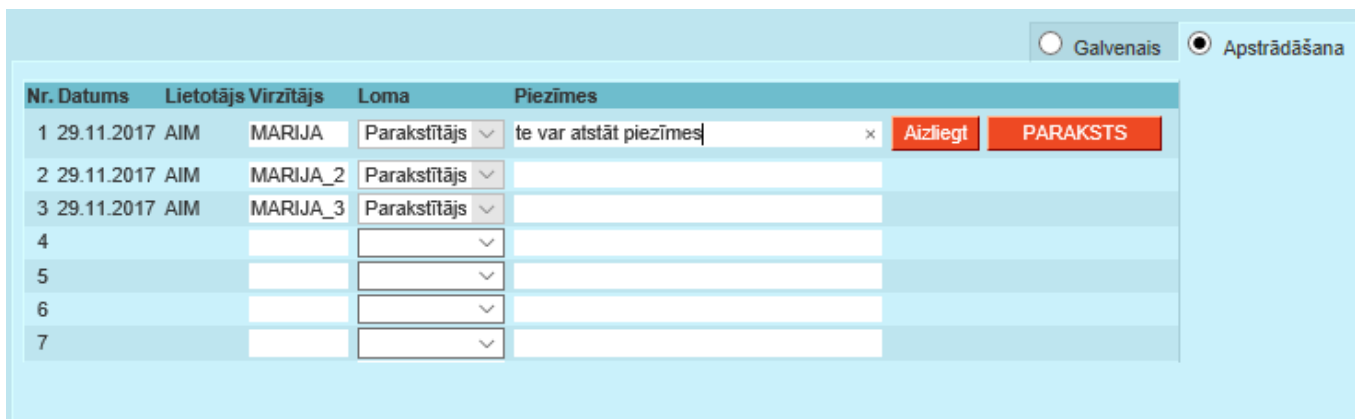 Galvenais Apstrādāšana
Nr. Datums Lietotājs Virzītājs Loma Piezīmes
1 29.11.2017 AIM MARIJA Parakstītājs te var atstāt piezīmes × Aizliegt PARAKSTS
2 29.11.2017 AIM MARIJA_2 Parakstītājs
3 29.11.2017 AIM MARIJA_3 Parakstītājs
4
5
6
7